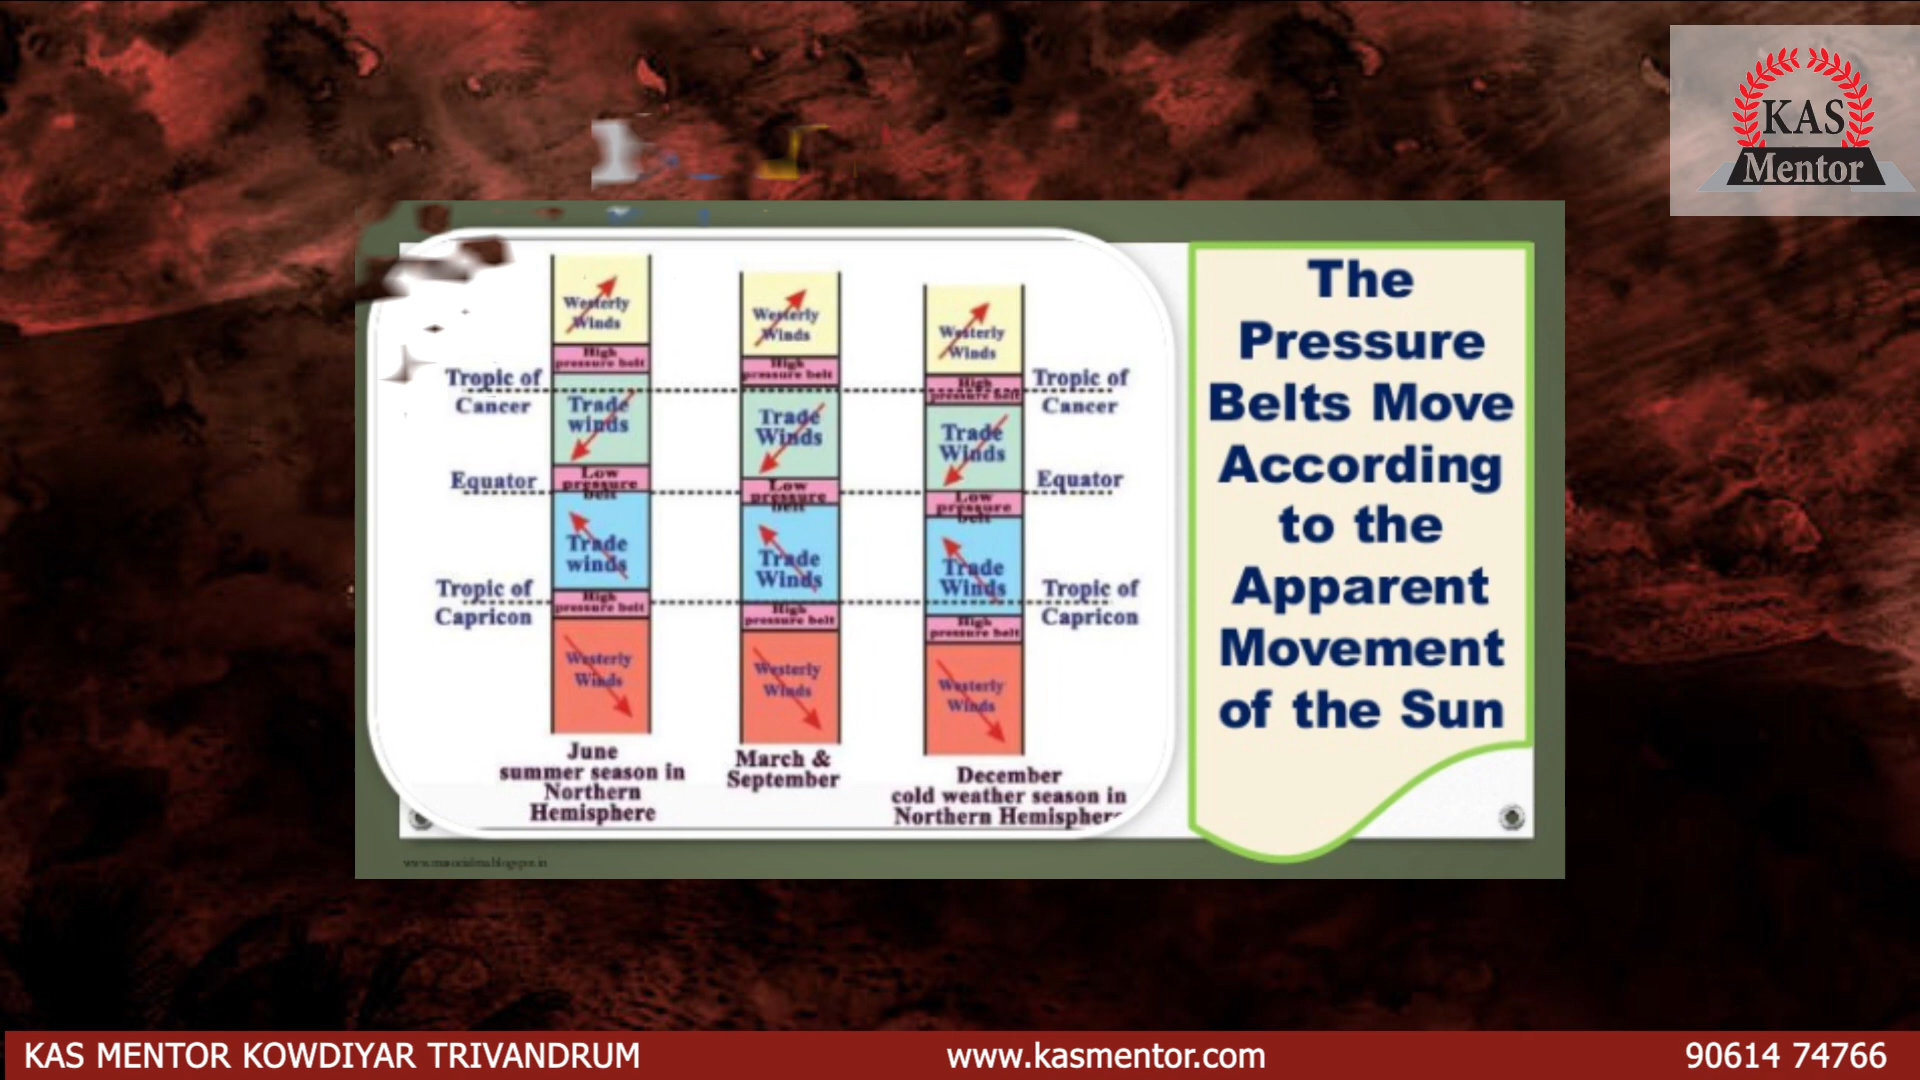 KAS
Mentor
The
Pressure
Belts Move
According
to the
Apparent
Movement
of the Sun
Westerly
Winds
High
pressure belt
Trade
winds
Low
pressure
belt
Trade
winds
High
pressure belt
Westerly
Winds
June
summer season in
Northern
Hemisphere
Westerly
Winds
High
pressure belt
Trade
Winds
Low
pressure
belt
Trade
Winds
High
pressure belt
Westerly
Winds
March &
September
Westerly
Winds
High
pressure belt
Trade
Winds
Low
pressure
belt
Trade
Winds
High
pressure belt
Westerly
Winds
December
cold weather season in
Northern Hemisphere
Tropic of
Cancer
Equator
Tropic of
Capricon
Tropic of
Cancer
Equator
Tropic of
Capricon
KAS MENTOR KOWDIYAR TRIVANDRUM
www.kasmentor.com
90614 74766